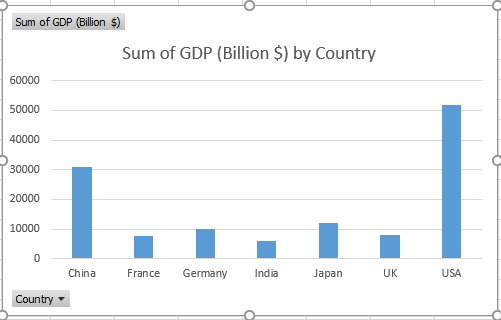 Sum of GDP (Billion $)
Sum of GDP (Billion $) by Country
60000
50000
40000
30000
20000
10000
0
China France Germany India Japan UK USA
Country